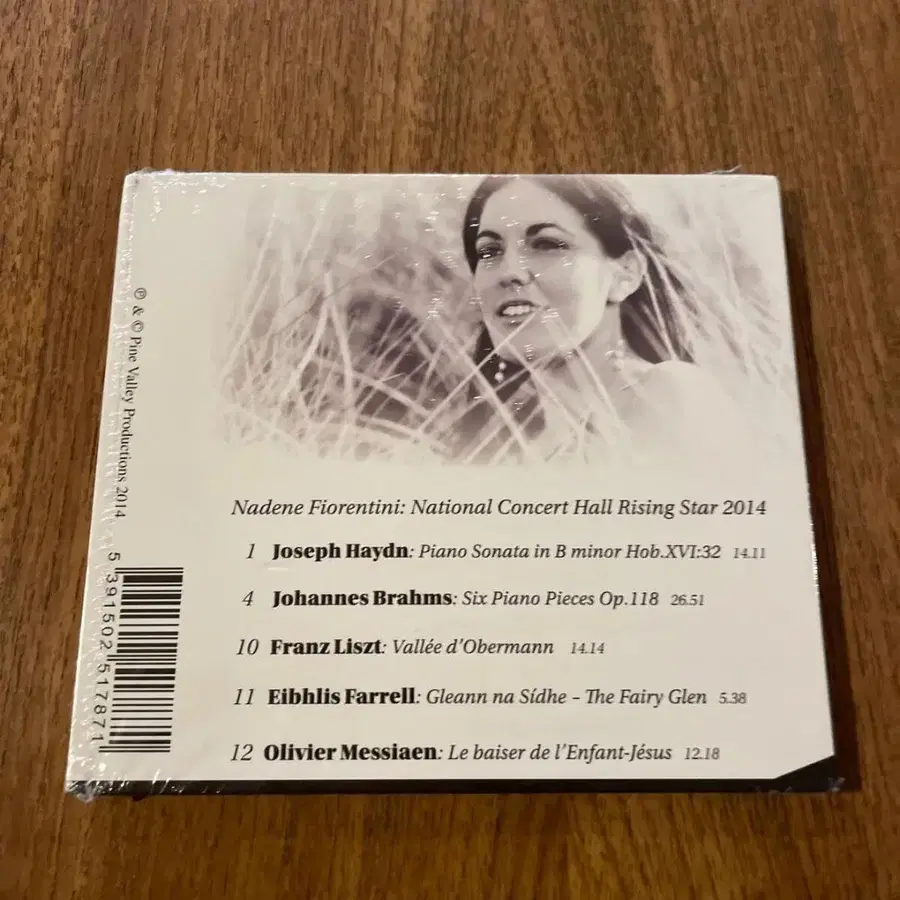 Nadene Fiorentini: National Concert Hall Rising Star 2014
1 Joseph Haydn: Piano Sonata in B minor Hob.XVI:32 14.11
4 Johannes Brahms: Six Piano Pieces Op.118 26.51
10 Franz Liszt: Vallée d'Obermann 14.14
11 Eibhlis Farrell: Gleann na Sídhe – The Fairy Glen 5.38
12 Olivier Messiaen: Le baiser de l'Enfant-Jésus 12.18
℗ & © Pine Valley Productions 2014
5 391502 517871